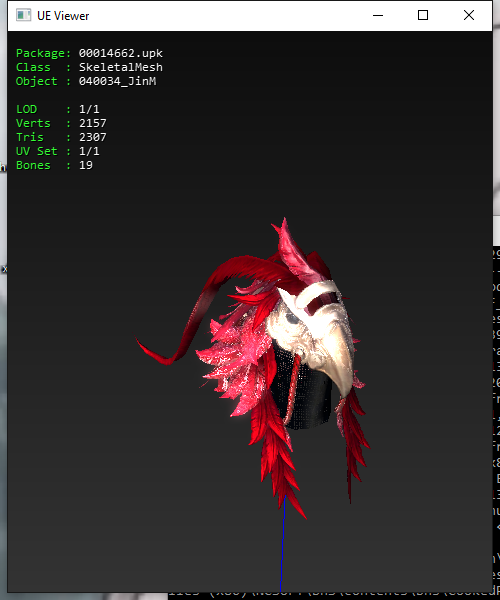 UE Viewer
Package: 00014662.upk
Class : SkeletalMesh
Object : 040034_JinM
LOD : 1/1
Verts : 2157
Tris : 2307
UV Set : 1/1
Bones : 19